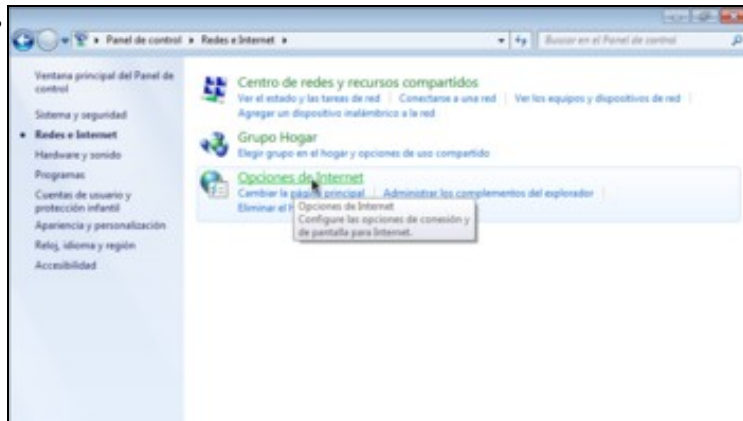 Panel de control ▸ Redes e Internet ▸
Buscar en el Panel de control
Ventana principal del Panel de
control
Sistema y seguridad
Redes e Internet
Hardware y sonido
Programas
Cuentas de usuario y
protección infantil
Apariencia y personalización
Reloj, idioma y región
Accesibilidad
Centro de redes y recursos compartidos
Ver el estado y las tareas de red | Conectarse a una red | Ver los equipos y dispositivos de red
Agregar un dispositivo inalámbrico a la red
Grupo Hogar
Elegir grupo en el hogar y opciones de uso compartido
Opciones de Internet
Cambiar la página principal | Administrar los complementos del explorador
Eliminar el
Opciones de Internet
Configure las opciones de conexión y
de pantalla para Internet.